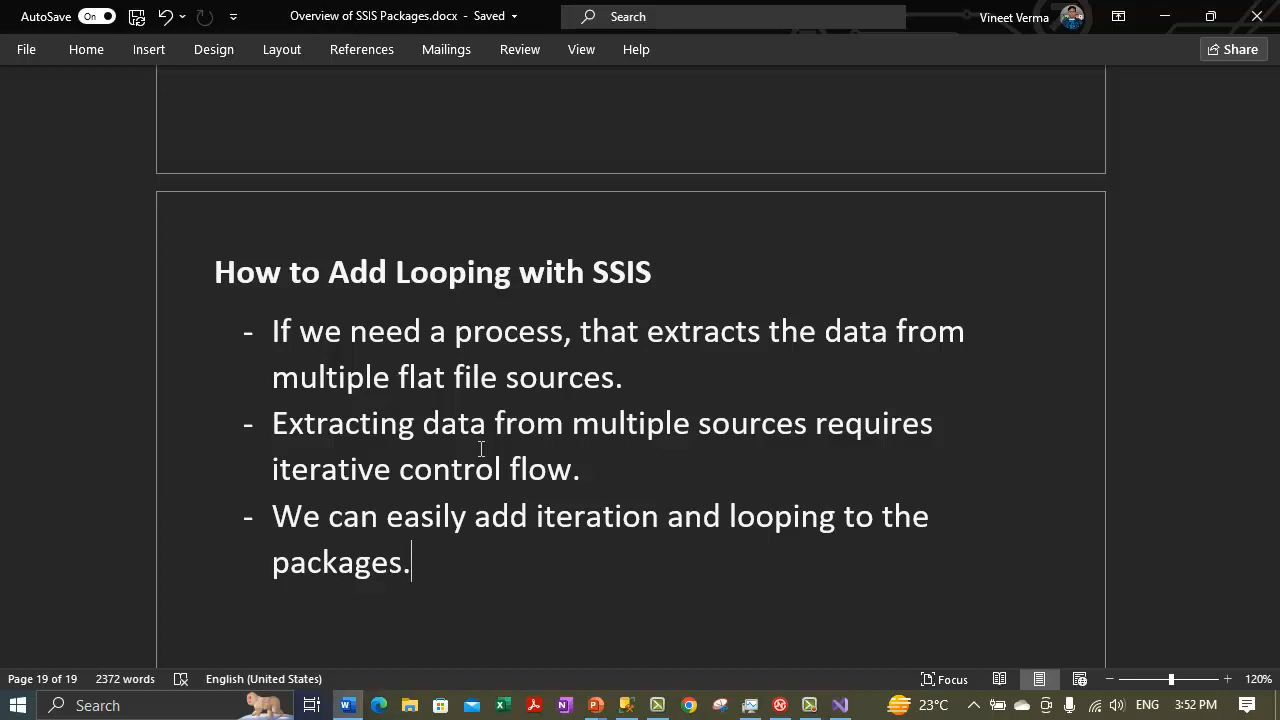 AutoSave On Overview of SSIS Packages.docx - Saved Search Vineet Verma
File Home Insert Design Layout References Mailings Review View Help Share
How to Add Looping with SSIS
- If we need a process, that extracts the data from
multiple flat file sources.
- Extracting data from multiple sources requires
iterative control flow.
- We can easily add iteration and looping to the
packages.
Page 19 of 19 2372 words English (United States) Focus 120%
Search 23°C ENG 3:52 PM